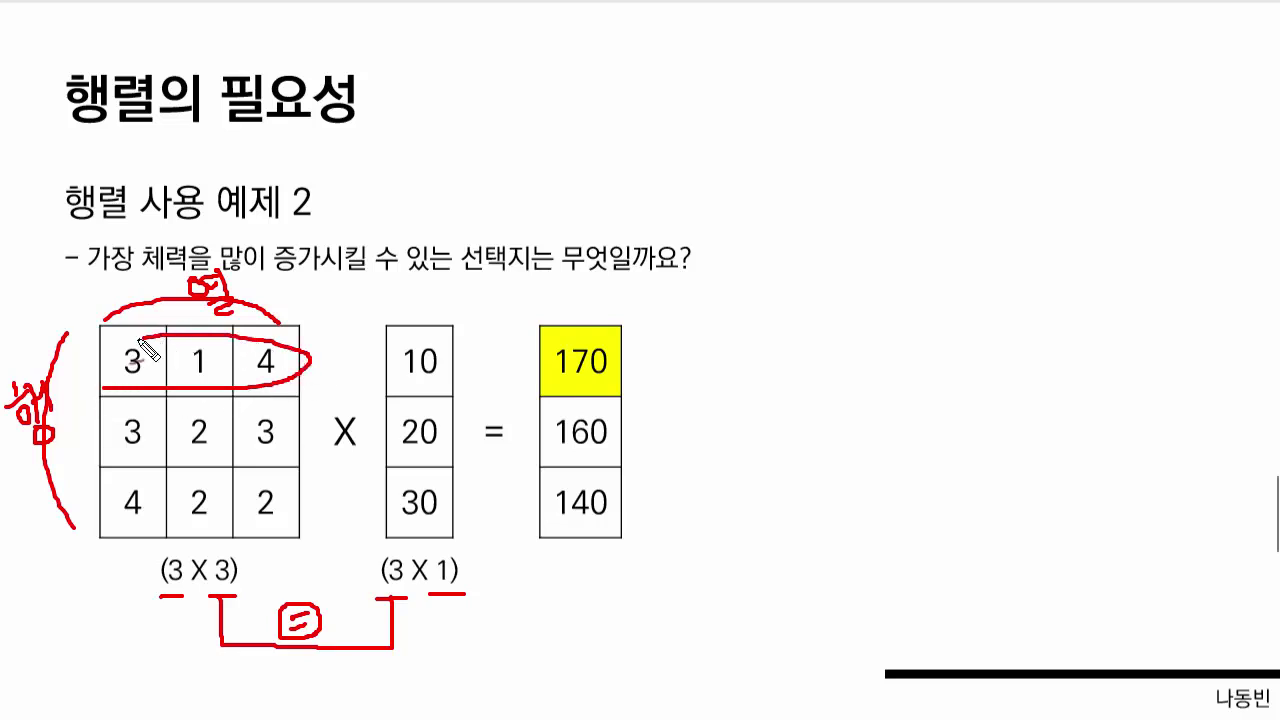 행렬의 필요성
행렬 사용 예제 2
- 가장 체력을 많이 증가시킬 수 있는 선택지는 무엇일까요?
열
3 1 4 10 170
행
3 2 3 X 20 = 160
4 2 2 30 140
(3 X 3) (3 X 1)
=
나동빈